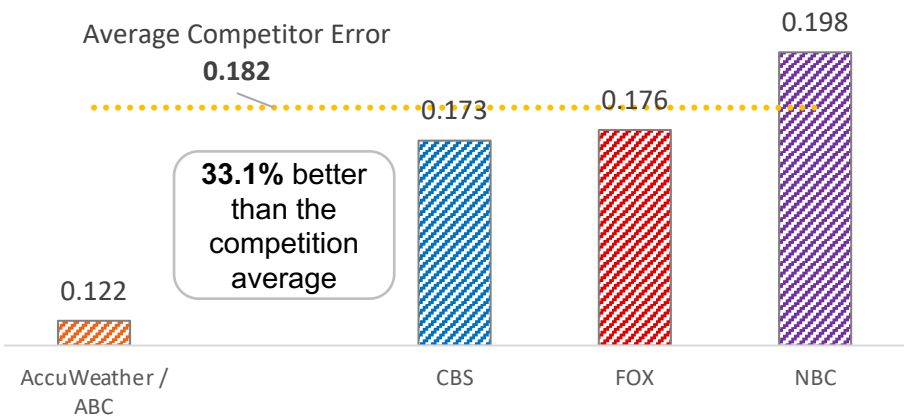 0.198
Average Competitor Error
0.182
0.173
0.176
33.1% better
than the
competition
average
0.122
AccuWeather /
ABC
CBS
FOX
NBC